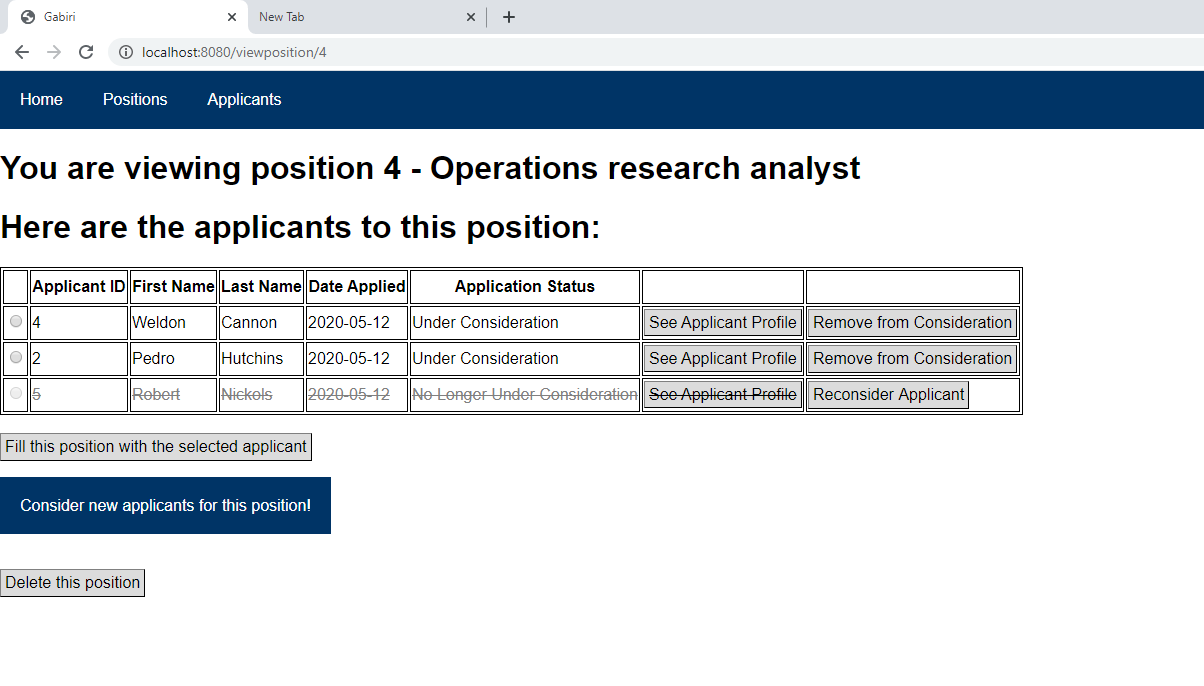 Gabiri
New Tab
localhost:8080/viewposition/4
Home Positions Applicants
You are viewing position 4 - Operations research analyst
Here are the applicants to this position:
Applicant ID First Name Last Name Date Applied Application Status
4 Weldon Cannon 2020-05-12 Under Consideration See Applicant Profile Remove from Consideration
2 Pedro Hutchins 2020-05-12 Under Consideration See Applicant Profile Remove from Consideration
5 Robert Nickols 2020-05-12 No Longer Under Consideration See Applicant Profile Reconsider Applicant
Fill this position with the selected applicant
Consider new applicants for this position!
Delete this position